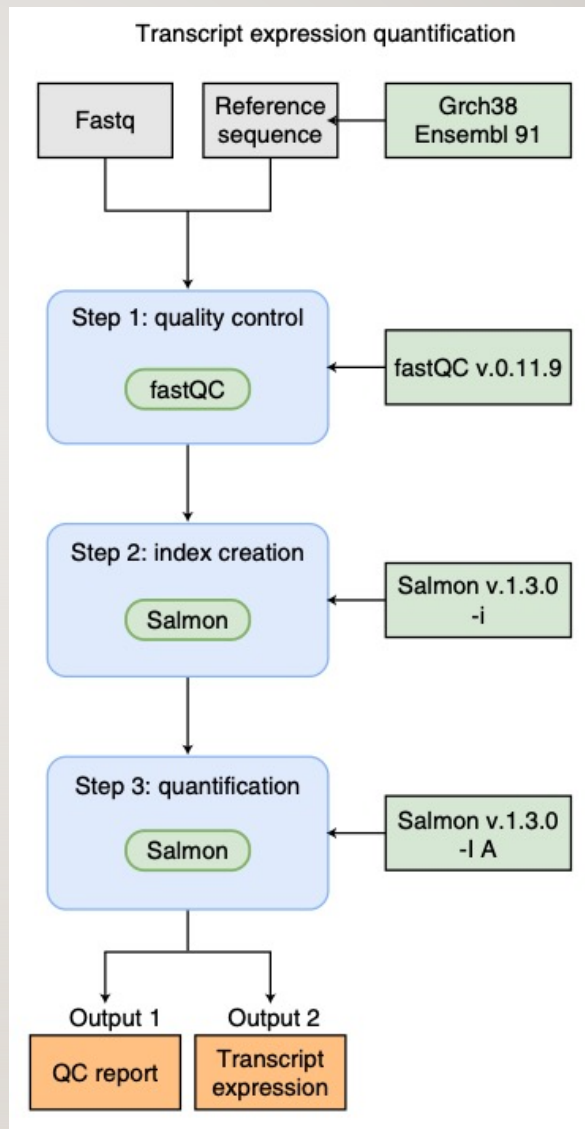 Transcript expression quantification
Fastq
Reference
sequence
Grch38
Ensembl 91
Step 1: quality control
fastQC
fastQC v.0.11.9
Step 2: index creation
Salmon
Salmon v.1.3.0
-i
Step 3: quantification
Salmon
Salmon v.1.3.0
-l A
Output 1
Output 2
QC report
Transcript
expression